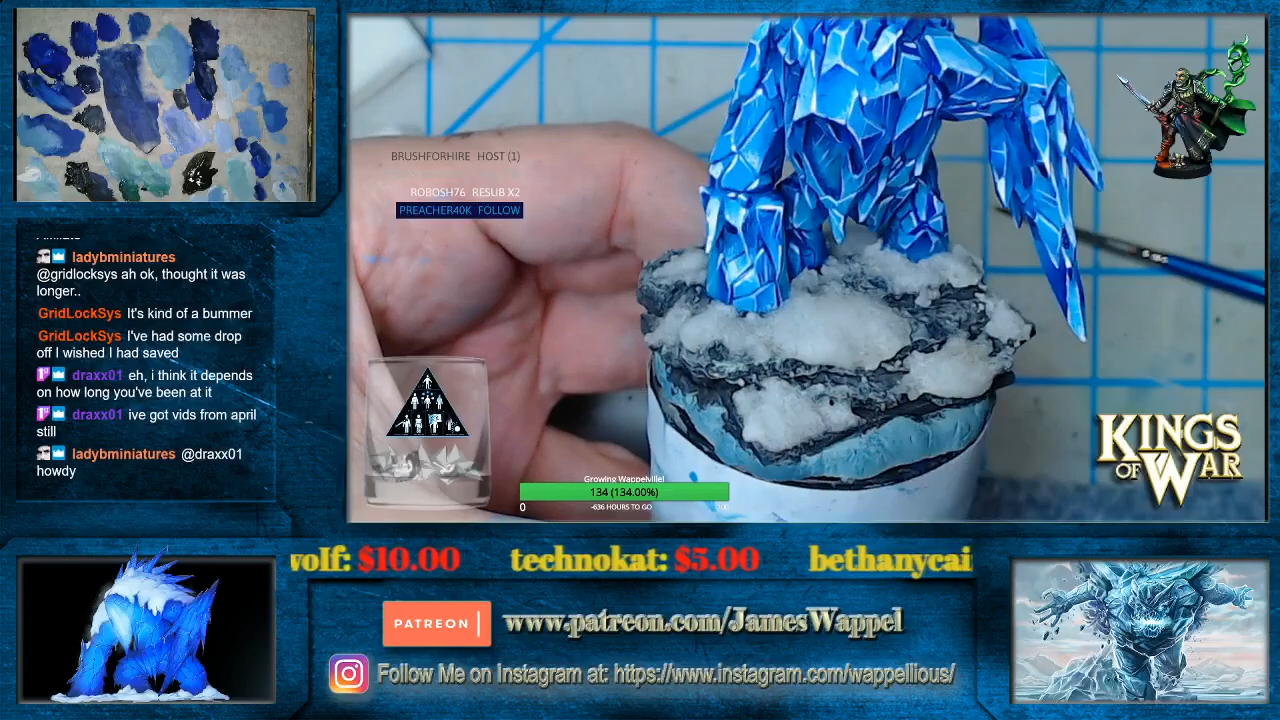 ladybminiatures
@gridlocksys ah ok, thought it was
longer..
GridLockSys It's kind of a bummer
GridLockSys I've had some drop
off I wished I had saved
draxx01 eh, i think it depends
on how long you've been at it
draxx01 ive got vids from april
still
ladybminiatures @draxx01
howdy
BRUSHFORHIRE HOST (1)
ROBOSH76 RESUB X2
PREACHER40K FOLLOW
Growing Wappelville!
134 (134.00%)
0
-636 HOURS TO GO
KINGS
OF WAR
volf: $10.00 technokat: $5.00 bethanycai
PATREON
www.patreon.com/JamesWappel
Follow Me on Instagram at: https://www.instagram.com/wappellious/